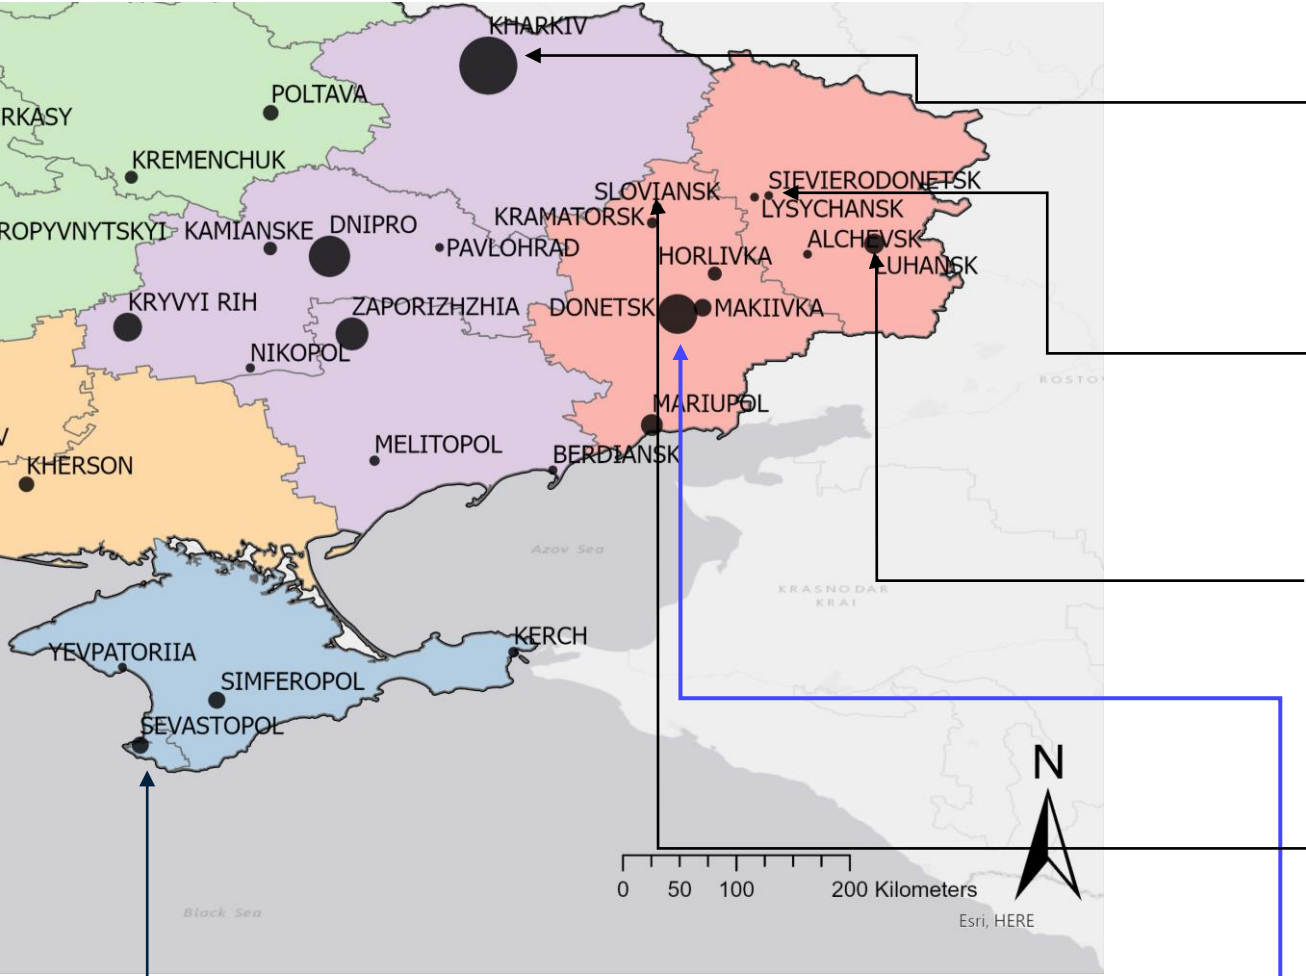 KHARKIV
POLTAVA
RKASY
KREMENCHUK
SIEVIERODONETSK
SLOVIANSK
LYSYCHANSK
KRAMATORSK
ROPYVNYTSKYI
KAMIANSKE
DNIPRO
PAVLOHRAD
ALCHEVSK
HORLIVKA
LUHANSK
KRYVYI RIH
ZAPORIZHZHIA
DONETSK
MAKIIVKA
NIKOPOL
ROSTO
MARIUPOL
V
MELITOPOL
BERDIANSK
KHERSON
Azov Sea
KRASNODAR
KRAI
KERCH
YEVPATORIIA
SIMFEROPOL
SEVASTOPOL
N
0 50 100 200 Kilometers
Black Sea
Esri, HERE